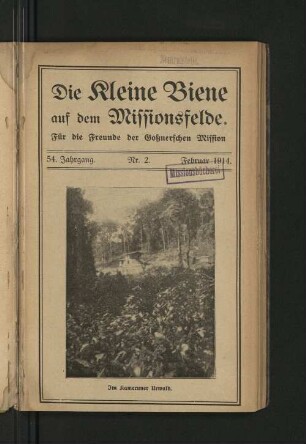 Die Kleine Biene
auf dem Missionsfelde.
Für die Freunde der Goßnerschen Mission
54. Jahrgang. Nr. 2. Februar 1914.
Im Kameruner Urwald.